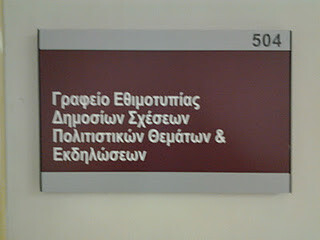 504
Γραφείο Εθιμοτυπίας
Δημοσίων Σχέσεων
Πολιτιστικών Θεμάτων &
Εκδηλώσεων